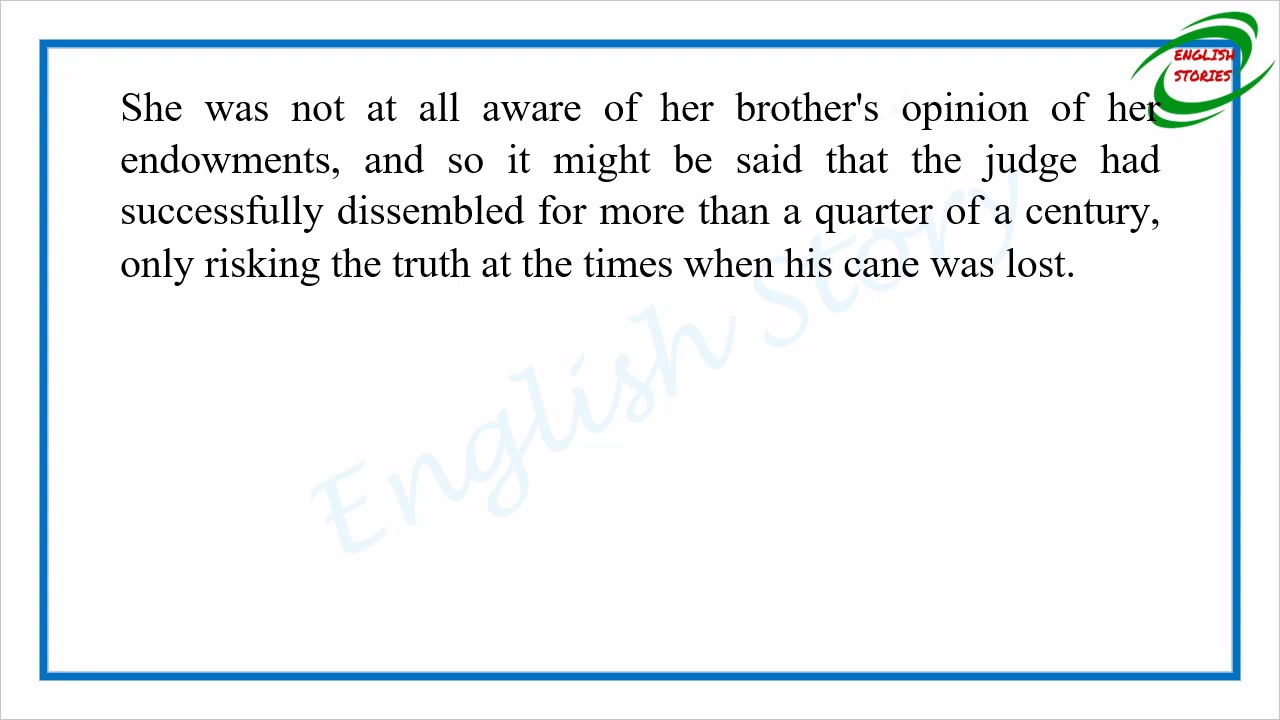 ENGLISH
STORIES
She was not at all aware of her brother's opinion of her
endowments, and so it might be said that the judge had
successfully dissembled for more than a quarter of a century,
only risking the truth at the times when his cane was lost.
English Story